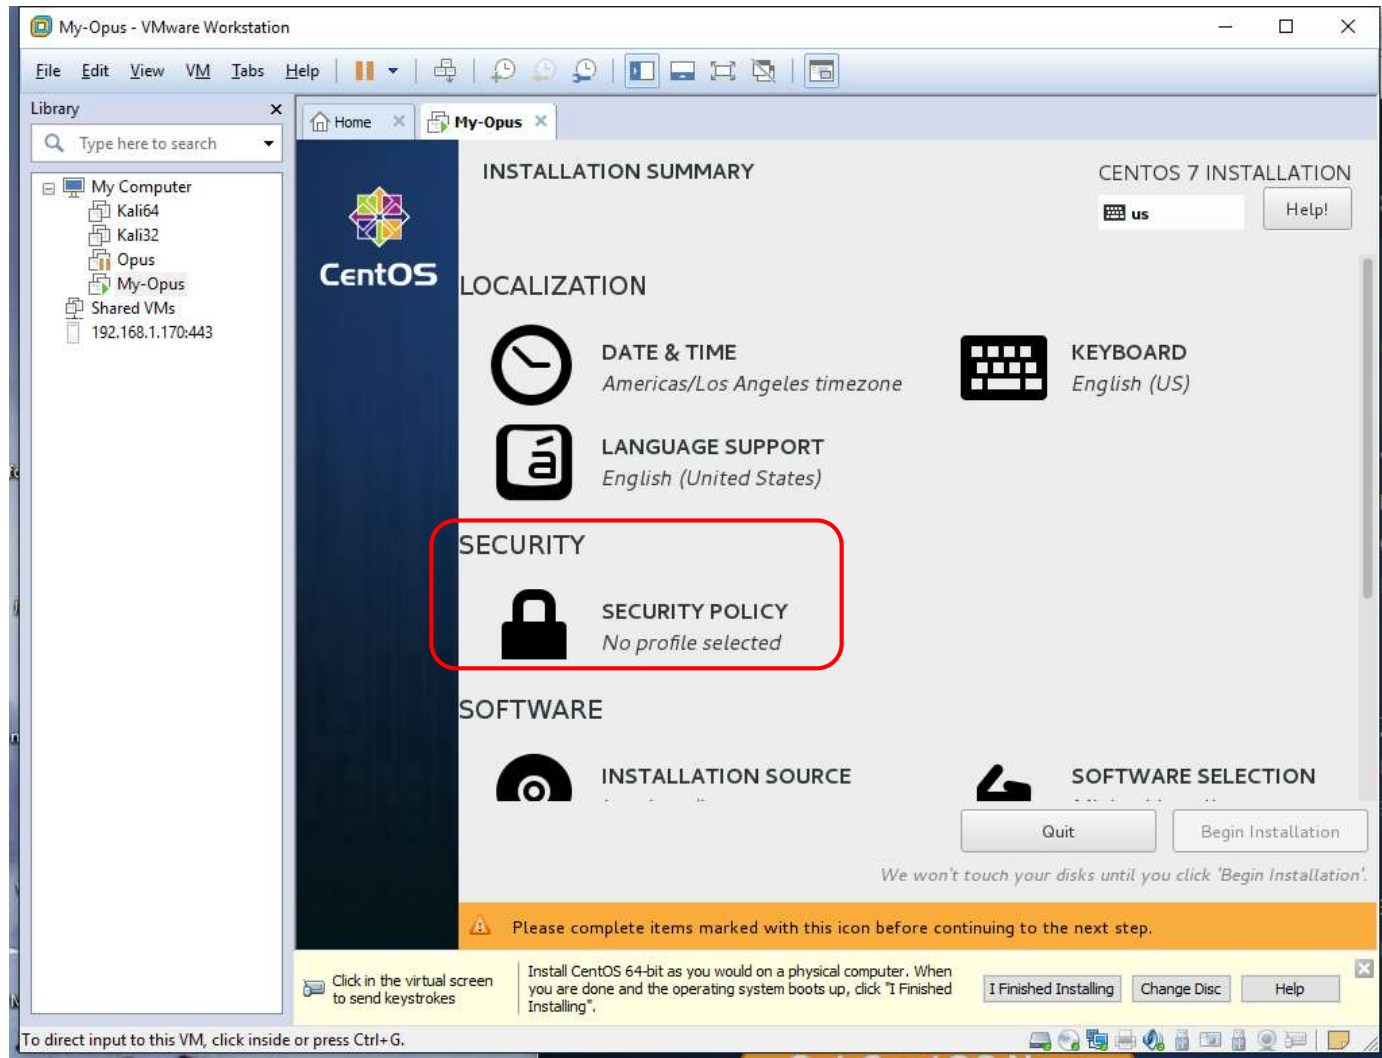 My-Opus - VMware Workstation
File Edit View VM Tabs Help
Library
Type here to search
My Computer
Kali64
Kali32
Opus
My-Opus
Shared VMs
192.168.1.170:443
Home
My-Opus
CentOS
INSTALLATION SUMMARY
CENTOS 7 INSTALLATION
us
Help!
LOCALIZATION
DATE & TIME
Americas/Los Angeles timezone
KEYBOARD
English (US)
LANGUAGE SUPPORT
English (United States)
SECURITY
SECURITY POLICY
No profile selected
SOFTWARE
INSTALLATION SOURCE
SOFTWARE SELECTION
Quit
Begin Installation
We won't touch your disks until you click 'Begin Installation'.
Please complete items marked with this icon before continuing to the next step.
Click in the virtual screen
to send keystrokes
Install CentOS 64-bit as you would on a physical computer. When
you are done and the operating system boots up, click "I Finished
Installing".
I Finished Installing
Change Disc
Help
To direct input to this VM, click inside or press Ctrl+G.